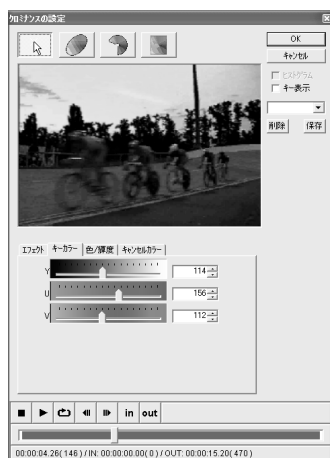 クロミナンスの設定
OK
キャンセル
ヒストグラム
キー表示
削除 保存
エフェクト キーカラー 色/輝度 キャンセルカラー
Y 114
U 156
V 112
in out
00:00:04.26( 146 ) / IN: 00:00:00.00( 0 ) / OUT: 00:00:15.20( 470 )